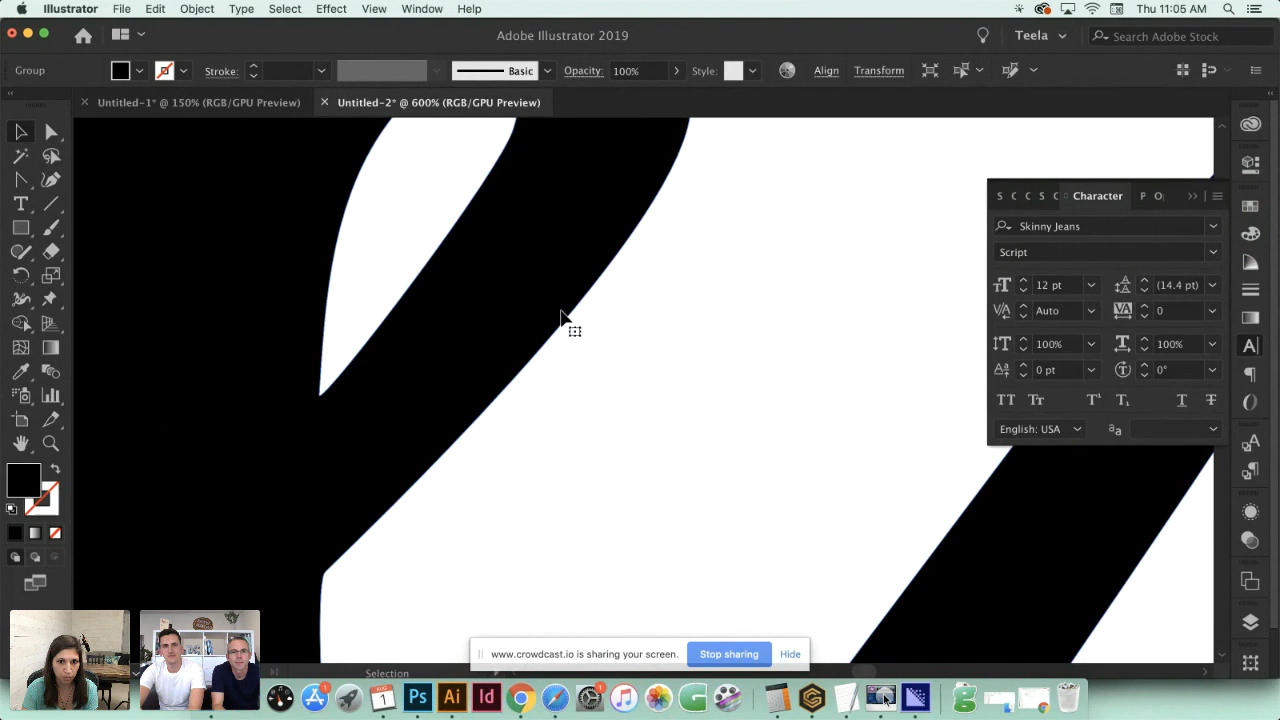 Illustrator File Edit Object Type Select Effect View Window Help Thu 11:05 AM
Adobe Illustrator 2019 Teela Search Adobe Stock
Group Stroke: Basic Opacity: 100% Style: Align Transform
Untitled-1* @ 150% (RGB/GPU Preview) Untitled-2* @ 600% (RGB/GPU Preview)
S C C S C Character P O
Skinny Jeans
Script
12 pt (14.4 pt)
Auto 0
100% 100%
0 pt 0°
English: USA
www.crowdcast.io is sharing your screen. Stop sharing Hide
Selection
Ps Ai Id